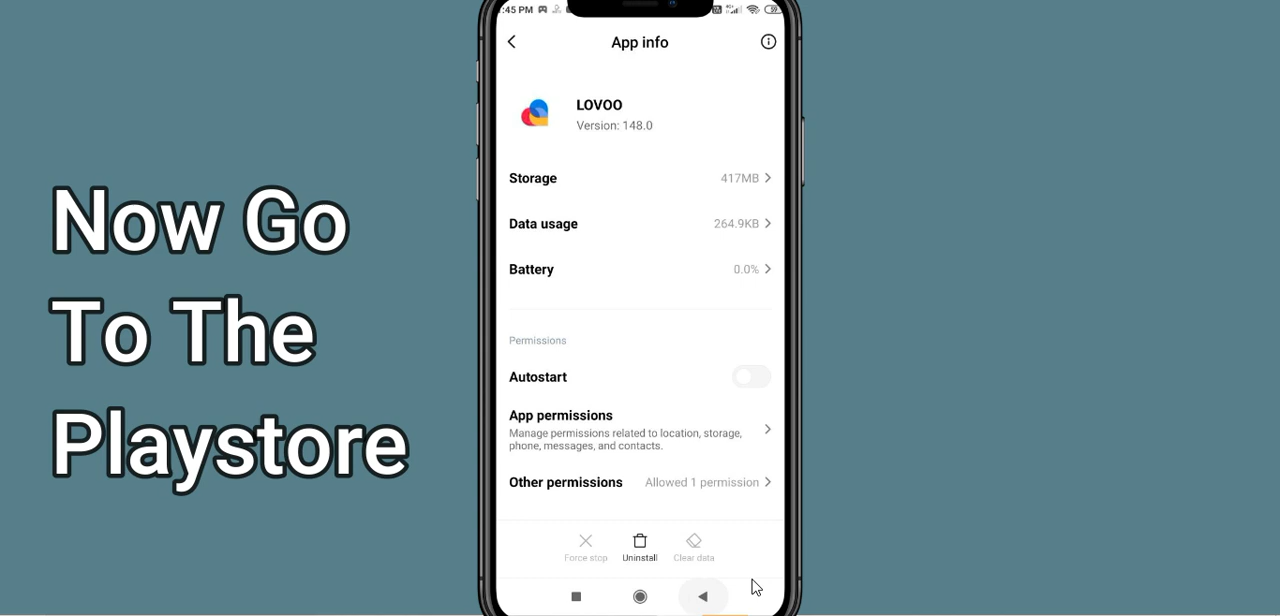 :45 PM
App info
LOVOO
Version: 148.0
Storage 417MB
Data usage 264.9KB
Battery 0.0%
Permissions
Autostart
App permissions
Manage permissions related to location, storage,
phone, messages, and contacts.
Other permissions Allowed 1 permission
Force stop Uninstall Clear data
Now Go
To The
Playstore